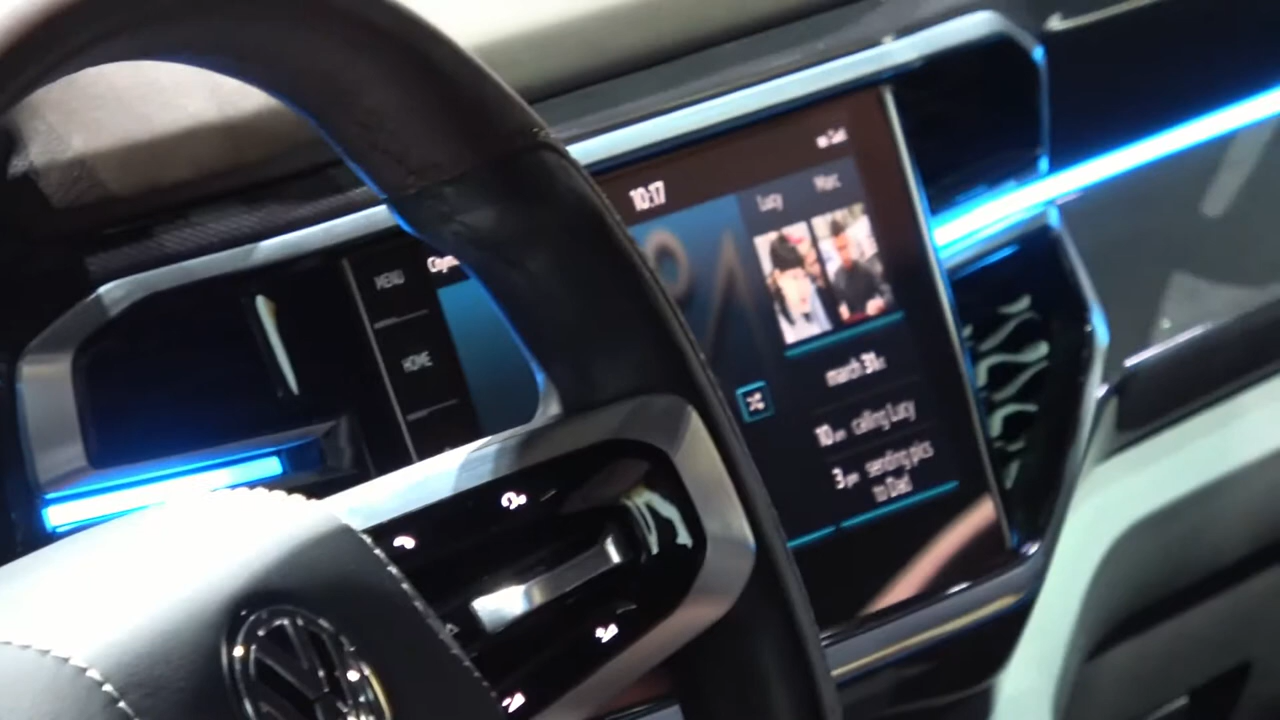 10:17
Lucy
Marc
MENU
HOME
march 31st
10am calling Lucy
3pm sending pics
to Dad